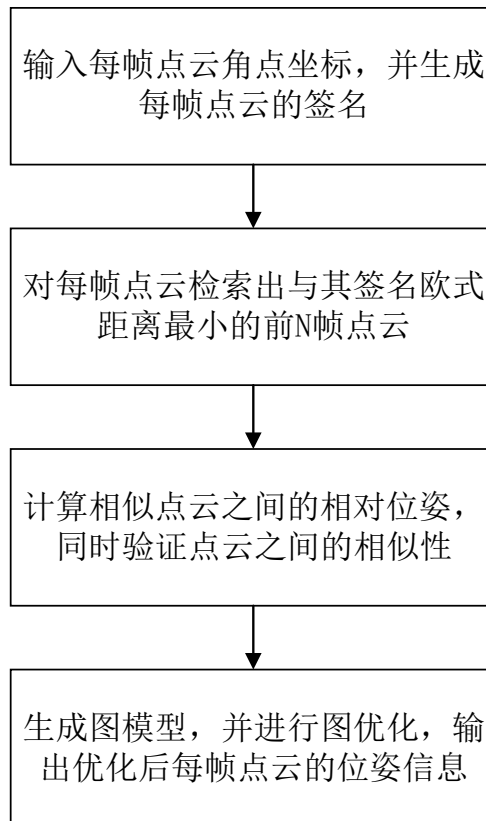 输入每帧点云角点坐标，并生成
每帧点云的签名
对每帧点云检索出与其签名欧式
距离最小的前N帧点云
计算相似点云之间的相对位姿，
同时验证点云之间的相似性
生成图模型，并进行图优化，输
出优化后每帧点云的位姿信息